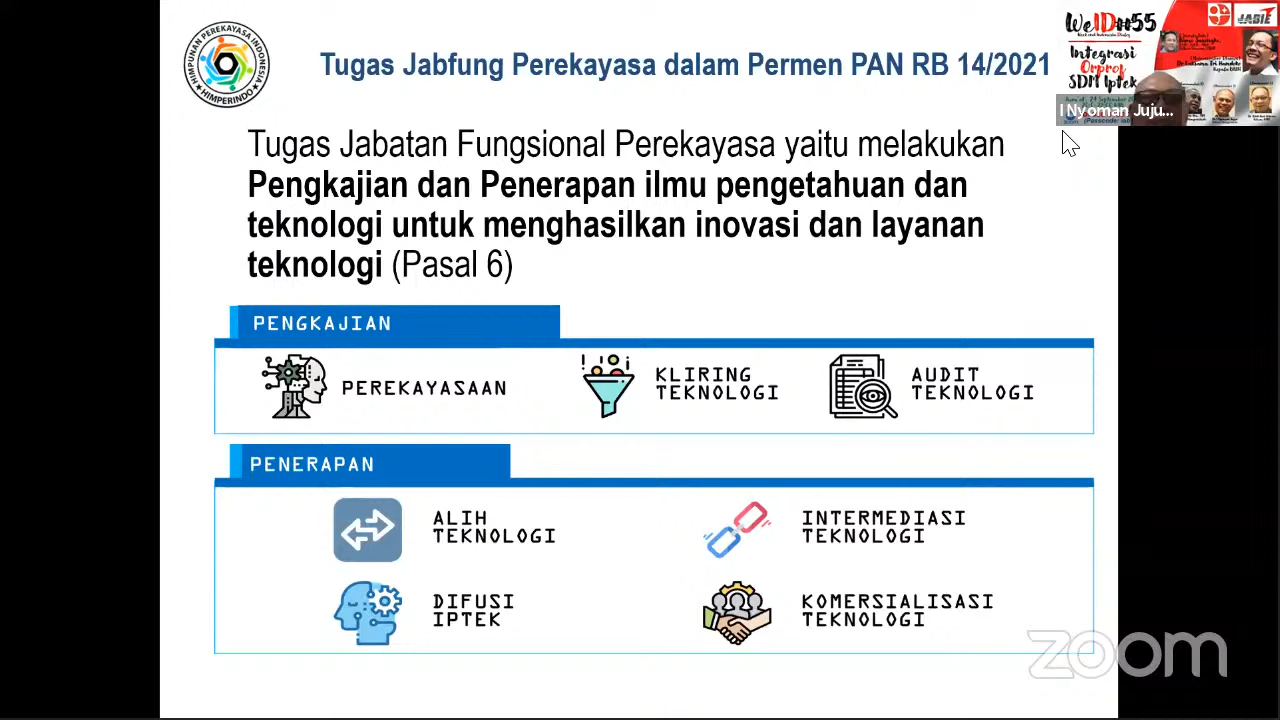 HIMPUNAN PEREKAYASA INDONESIA
HIMPERINDO
Tugas Jabfung Perekayasa dalam Permen PAN RB 14/2021
WeID#55
Integrasi
Orprof
SDM Iptek
JABIE
I Nyoman Juju...
Tugas Jabatan Fungsional Perekayasa yaitu melakukan
Pengkajian dan Penerapan ilmu pengetahuan dan
teknologi untuk menghasilkan inovasi dan layanan
teknologi (Pasal 6)
PENGKAJIAN
PEREKAYASAAN
KLIRING
TEKNOLOGI
AUDIT
TEKNOLOGI
PENERAPAN
ALIH
TEKNOLOGI
INTERMEDIASI
TEKNOLOGI
DIFUSI
IPTEK
KOMERSIALISASI
TEKNOLOGI
zoom